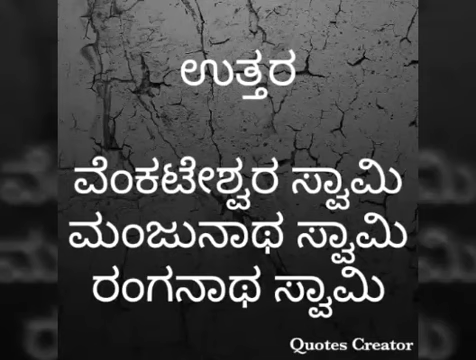 ಉತ್ತರ
ವೆಂಕಟೇಶ್ವರ ಸ್ವಾಮಿ
ಮಂಜುನಾಥ ಸ್ವಾಮಿ
ರಂಗನಾಥ ಸ್ವಾಮಿ
Quotes Creator